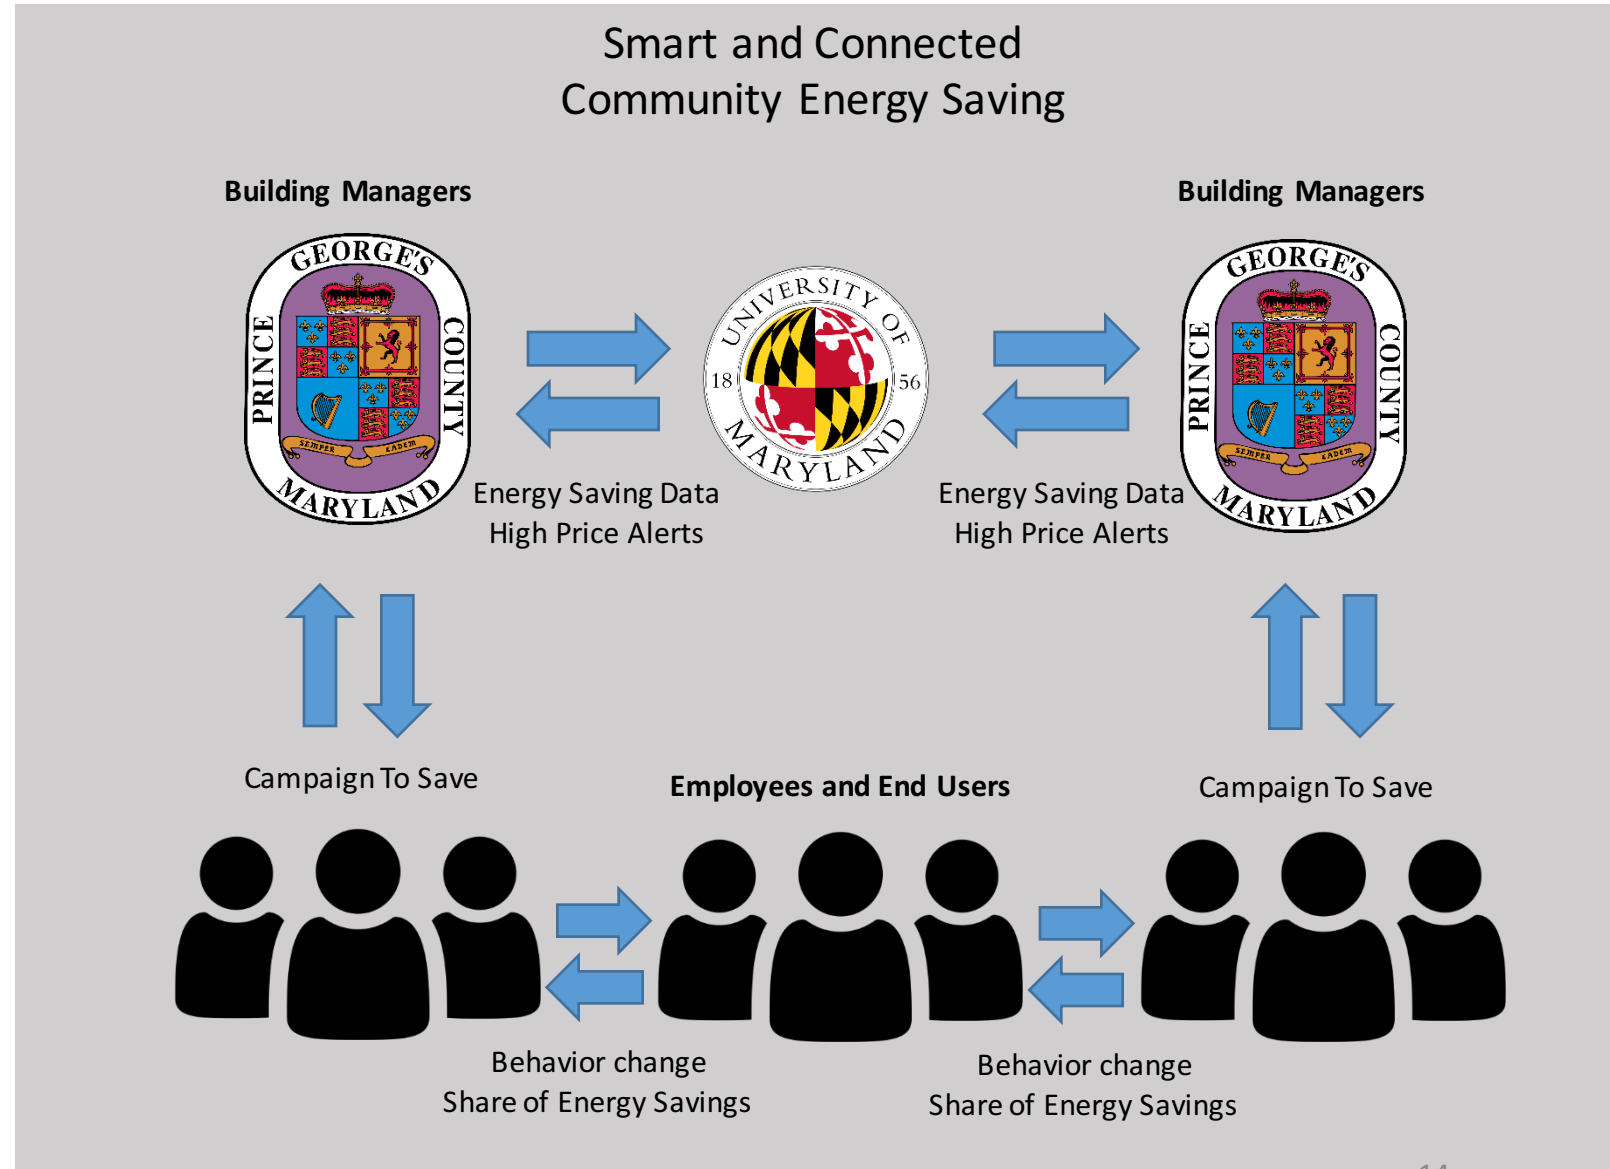 Smart and Connected
Community Energy Saving
Building Managers
Building Managers
PRINCE GEORGE'S COUNTY
MARYLAND
SEMPER EADEM
UNIVERSITY OF
18 56
MARYLAND
PRINCE GEORGE'S COUNTY
MARYLAND
SEMPER EADEM
Energy Saving Data
High Price Alerts
Energy Saving Data
High Price Alerts
Campaign To Save
Employees and End Users
Campaign To Save
Behavior change
Share of Energy Savings
Behavior change
Share of Energy Savings